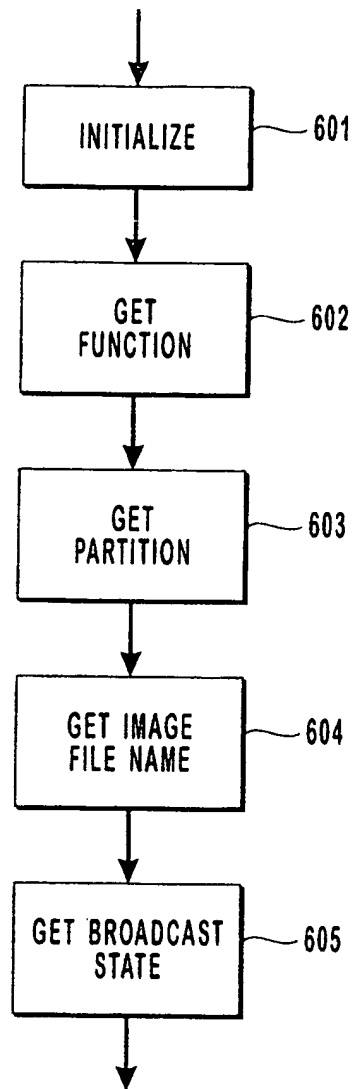 INITIALIZE
601
GET
FUNCTION
602
GET
PARTITION
603
GET IMAGE
FILE NAME
604
GET BROADCAST
STATE
605